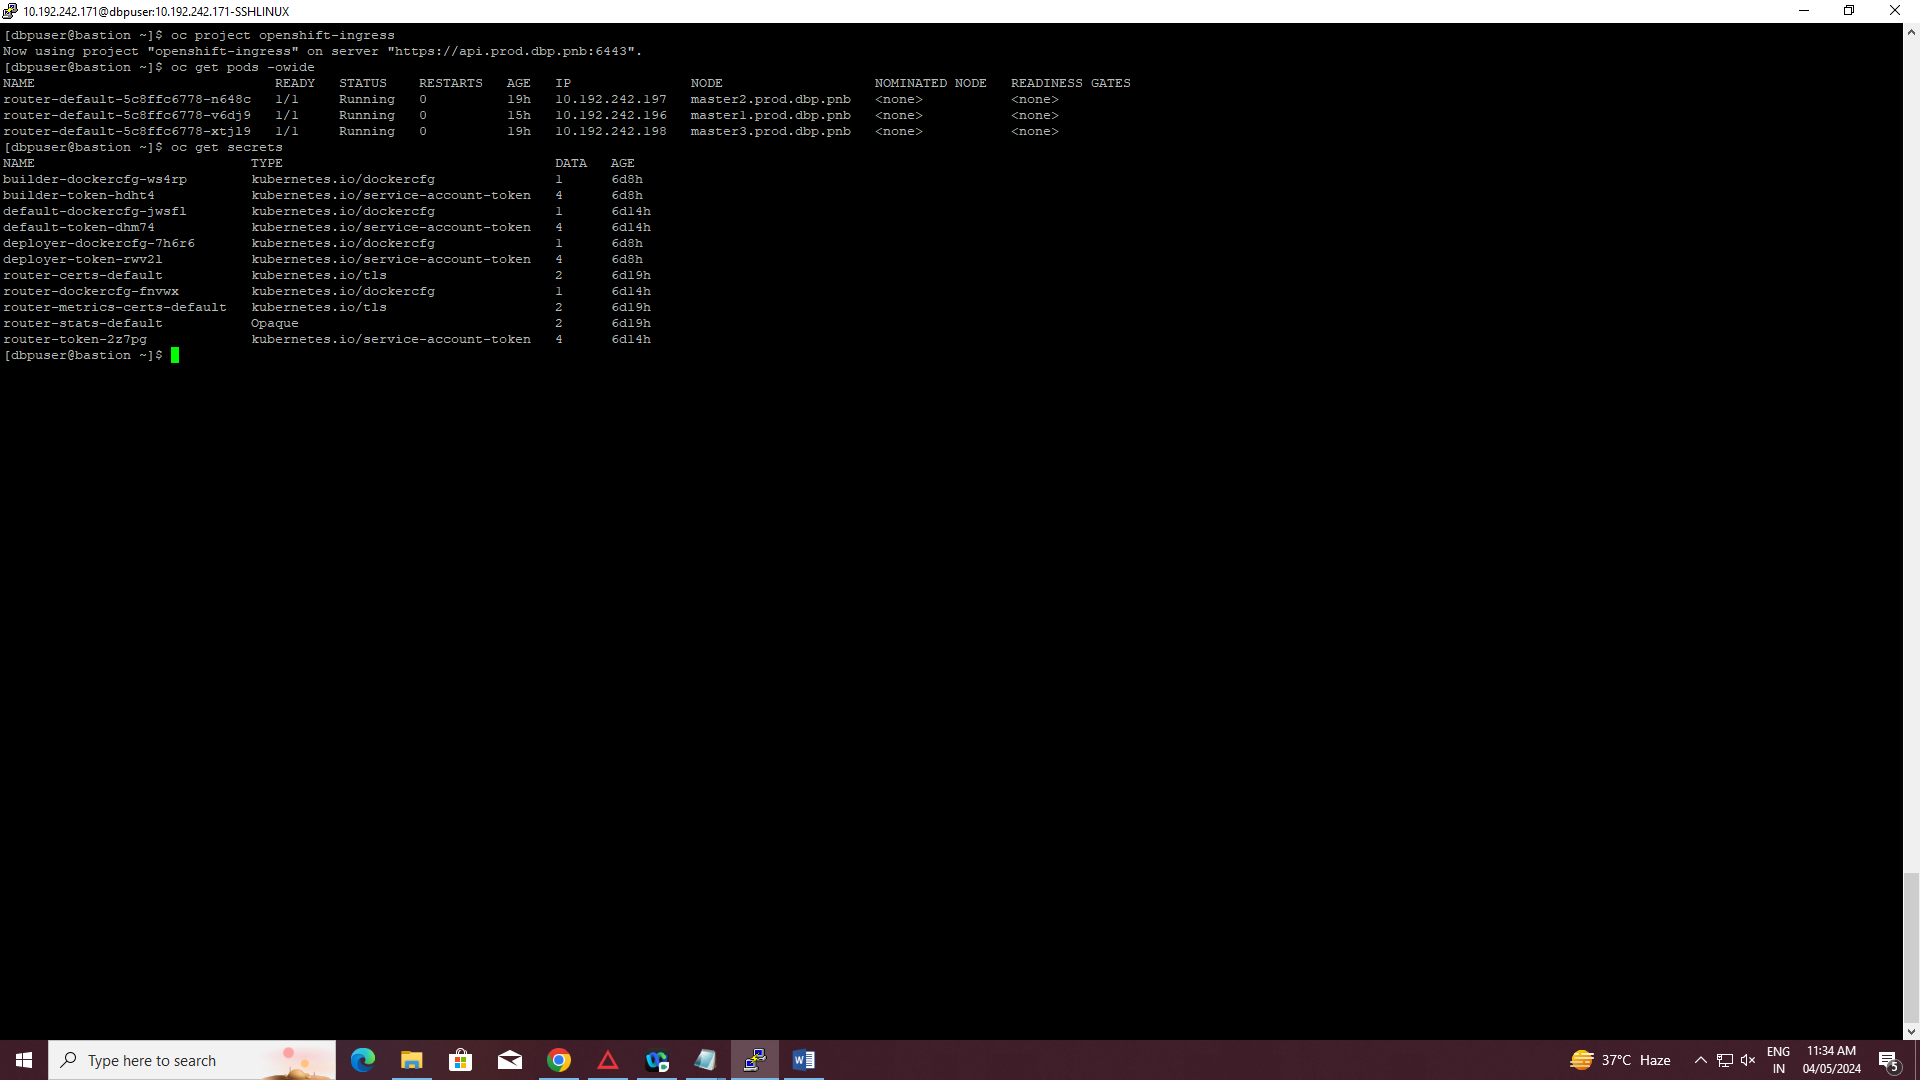 10.192.242.171@dbpuser:10.192.242.171-SSHLINUX
[dbpuser@bastion ~]$ oc project openshift-ingress
Now using project "openshift-ingress" on server "https://api.prod.dbp.pnb:6443".
[dbpuser@bastion ~]$ oc get pods -owide
NAME READY STATUS RESTARTS AGE IP NODE NOMINATED NODE READINESS GATES
router-default-5c8ffc6778-n648c 1/1 Running 0 19h 10.192.242.197 master2.prod.dbp.pnb <none> <none>
router-default-5c8ffc6778-v6dj9 1/1 Running 0 15h 10.192.242.196 master1.prod.dbp.pnb <none> <none>
router-default-5c8ffc6778-xtjl9 1/1 Running 0 19h 10.192.242.198 master3.prod.dbp.pnb <none> <none>
[dbpuser@bastion ~]$ oc get secrets
NAME TYPE DATA AGE
builder-dockercfg-ws4rp kubernetes.io/dockercfg 1 6d8h
builder-token-hdht4 kubernetes.io/service-account-token 4 6d8h
default-dockercfg-jwsfl kubernetes.io/dockercfg 1 6d14h
default-token-dhm74 kubernetes.io/service-account-token 4 6d14h
deployer-dockercfg-7h6r6 kubernetes.io/dockercfg 1 6d8h
deployer-token-rwv2l kubernetes.io/service-account-token 4 6d8h
router-certs-default kubernetes.io/tls 2 6d19h
router-dockercfg-fnvwx kubernetes.io/dockercfg 1 6d14h
router-metrics-certs-default kubernetes.io/tls 2 6d19h
router-stats-default Opaque 2 6d19h
router-token-2z7pg kubernetes.io/service-account-token 4 6d14h
[dbpuser@bastion ~]$
Type here to search
37°C Haze
ENG
IN
11:34 AM
04/05/2024
5